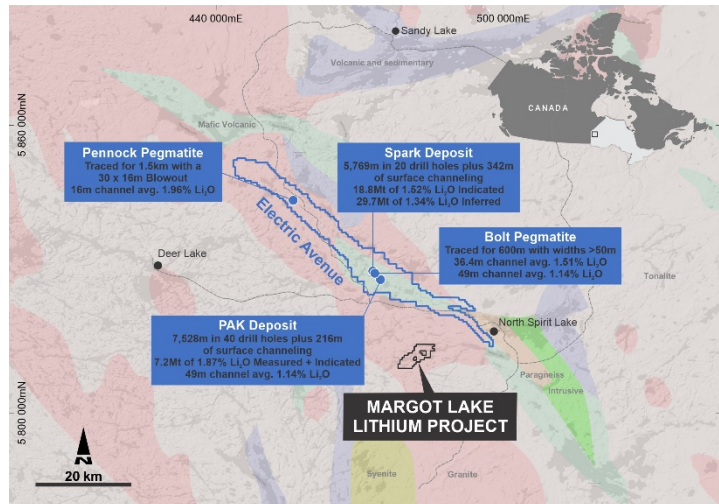 440 000mE
500 000mE
Sandy Lake
Volcanic and sedimentary
CANADA
5 860 000mN
Mafic Volcanic
Pennock Pegmatite
Traced for 1.5km with a
30 x 16m Blowout
16m channel avg. 1.96% Li₂O
Spark Deposit
5,769m in 20 drill holes plus 342m
of surface channeling
18.8Mt of 1.52% Li₂O Indicated
29.7Mt of 1.34% Li₂O Inferred
Electric Avenue
Bolt Pegmatite
Traced for 600m with widths >50m
36.4m channel avg. 1.51% Li₂O
49m channel avg. 1.14% Li₂O
Deer Lake
Tonalite
PAK Deposit
7,528m in 40 drill holes plus 216m
of surface channeling
7.2Mt of 1.87% Li₂O Measured + Indicated
49m channel avg. 1.14% Li₂O
North Spirit Lake
Paragneiss
Intrusive
5 800 000mN
MARGOT LAKE
LITHIUM PROJECT
N
20 km
Syenite
Granite